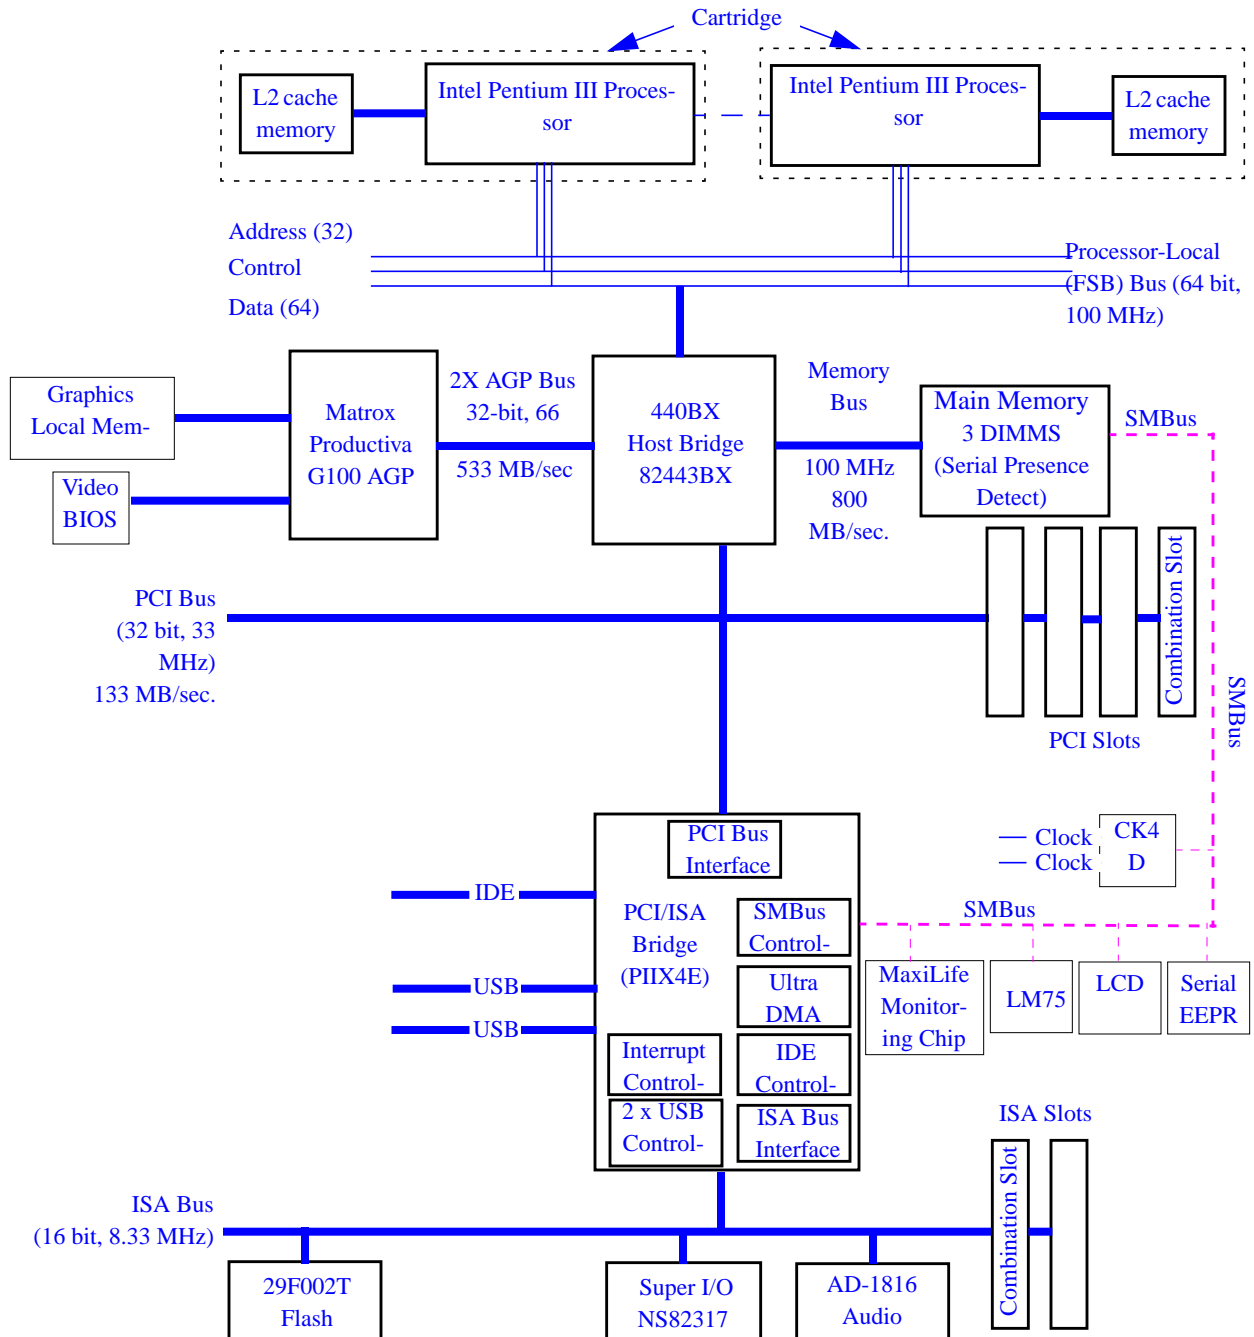 Cartridge
L2 cache
memory
Intel Pentium III Proces-
sor
Intel Pentium III Proces-
sor
L2 cache
memory
Address (32)
Control
Data (64)
Processor-Local
(FSB) Bus (64 bit,
100 MHz)
Graphics
Local Mem-
Video
BIOS
Matrox
Productiva
G100 AGP
2X AGP Bus
32-bit, 66
533 MB/sec
440BX
Host Bridge
82443BX
Memory
Bus
100 MHz
800
MB/sec.
Main Memory
3 DIMMS
(Serial Presence
Detect)
SMBus
PCI Bus
(32 bit, 33
MHz)
133 MB/sec.
Combination Slot
PCI Slots
SMBus
PCI Bus
Interface
Clock
Clock
CK4
D
IDE
USB
USB
PCI/ISA
Bridge
(PIIX4E)
SMBus
Control-
Ultra
DMA
Interrupt
Control-
IDE
Control-
2 x USB
Control-
ISA Bus
Interface
SMBus
MaxiLife
Monitor-
ing Chip
LM75
LCD
Serial
EEPR
ISA Slots
Combination Slot
ISA Bus
(16 bit, 8.33 MHz)
29F002T
Flash
Super I/O
NS82317
AD-1816
Audio